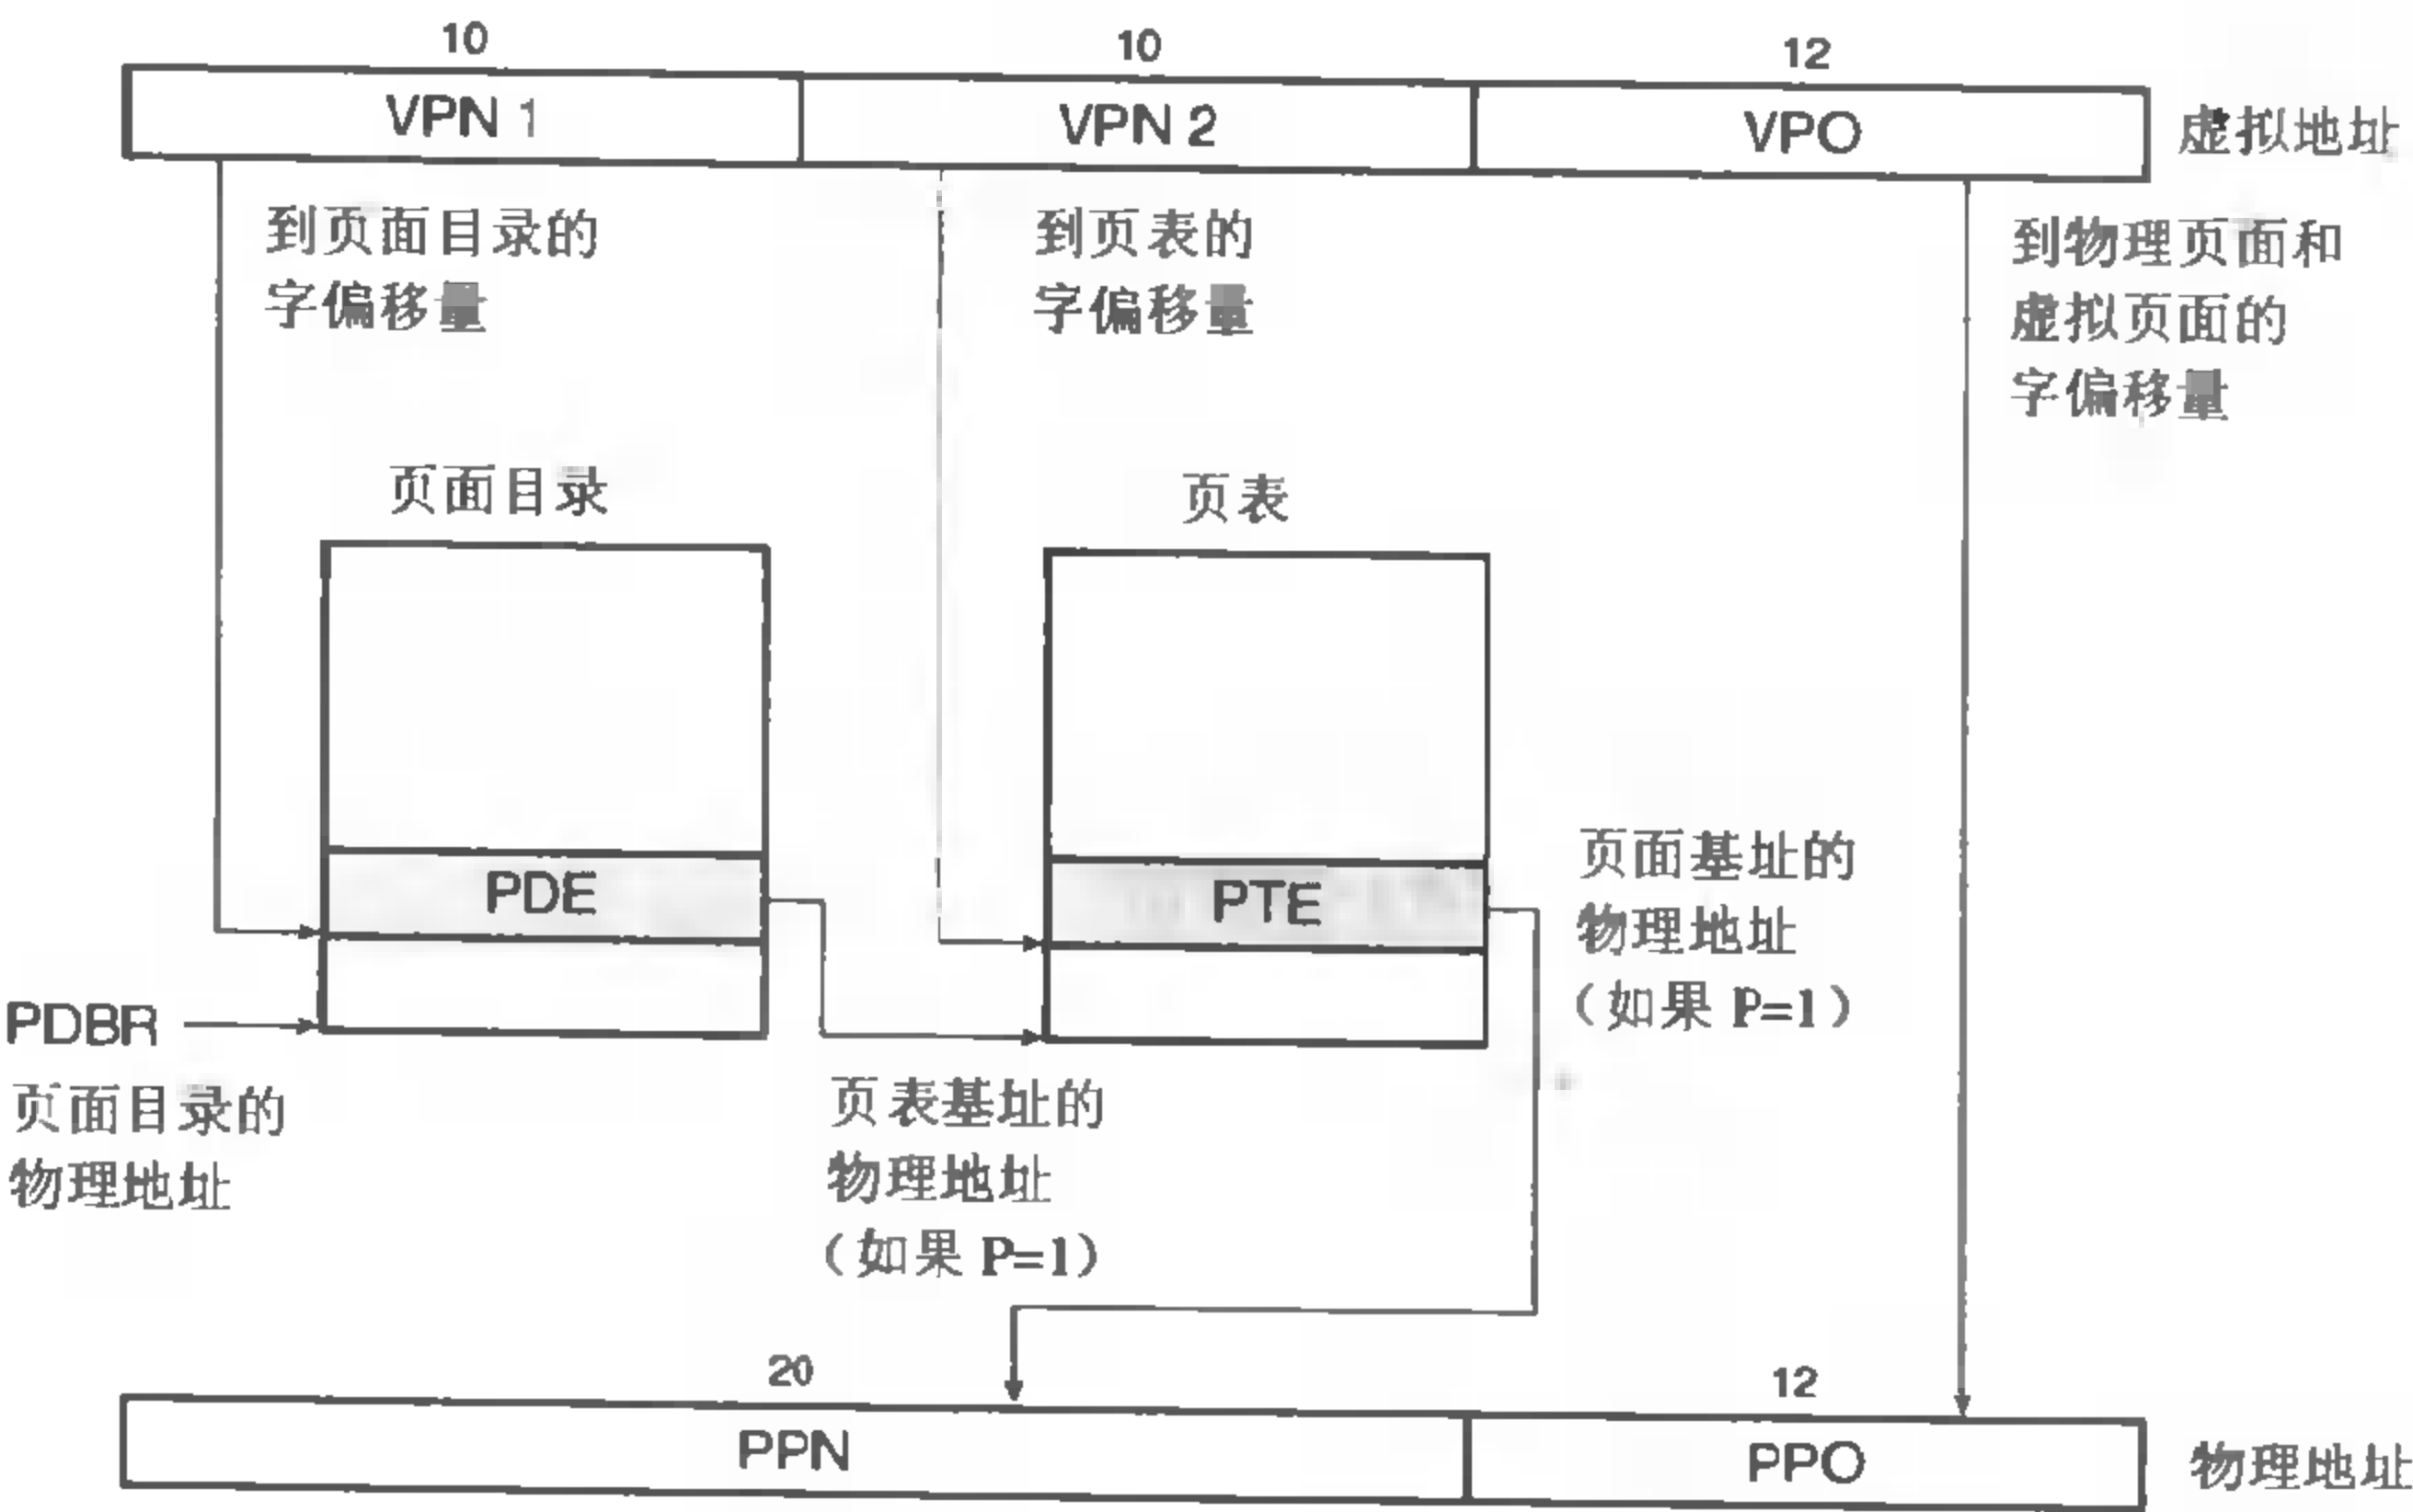 10
10
12
VPN 1
VPN 2
VPO
虚拟地址
到页面目录的
字偏移量
到页表的
字偏移量
到物理页面和
虚拟页面的
字偏移量
页面目录
页表
PDE
PTE
页面基址的
物理地址
（如果 P=1）
PDBR
页面目录的
物理地址
页表基址的
物理地址
（如果 P=1）
20
12
PPN
PPO
物理地址